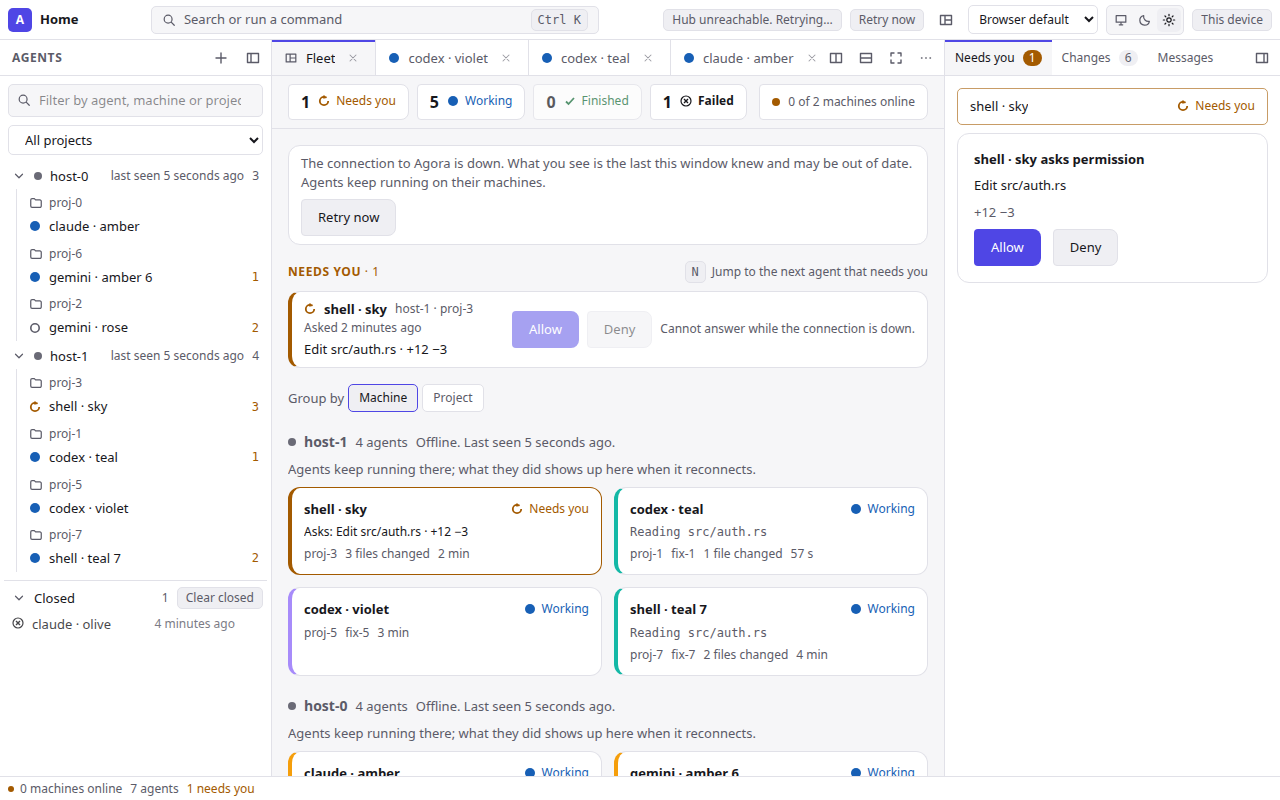 A Home
Search or run a command Ctrl K
Hub unreachable. Retrying... Retry now
Browser default
This device
AGENTS
Filter by agent, machine or projec
All projects
host-0 last seen 5 seconds ago 3
proj-0
claude · amber
proj-6
gemini · amber 6 1
proj-2
gemini · rose 2
host-1 last seen 5 seconds ago 4
proj-3
shell · sky 3
proj-1
codex · teal 1
proj-5
codex · violet
proj-7
shell · teal 7 2
Closed 1 Clear closed
claude · olive 4 minutes ago
Fleet
codex · violet
codex · teal
claude · amber
1 Needs you
5 Working
0 Finished
1 Failed
0 of 2 machines online
The connection to Agora is down. What you see is the last this window knew and may be out of date.
Agents keep running on their machines.
Retry now
NEEDS YOU · 1
N Jump to the next agent that needs you
shell · sky host-1 · proj-3
Asked 2 minutes ago
Edit src/auth.rs · +12 −3
Allow Deny Cannot answer while the connection is down.
Group by Machine Project
host-1 4 agents Offline. Last seen 5 seconds ago.
Agents keep running there; what they did shows up here when it reconnects.
shell · sky Needs you
Asks: Edit src/auth.rs · +12 −3
proj-3 3 files changed 2 min
codex · teal Working
Reading src/auth.rs
proj-1 fix-1 1 file changed 57 s
codex · violet Working
proj-5 fix-5 3 min
shell · teal 7 Working
Reading src/auth.rs
proj-7 fix-7 2 files changed 4 min
host-0 4 agents Offline. Last seen 5 seconds ago.
Agents keep running there; what they did shows up here when it reconnects.
claude · amber Working
gemini · amber 6 Working
Needs you 1
Changes 6
Messages
shell · sky Needs you
shell · sky asks permission
Edit src/auth.rs
+12 −3
Allow Deny
0 machines online 7 agents 1 needs you